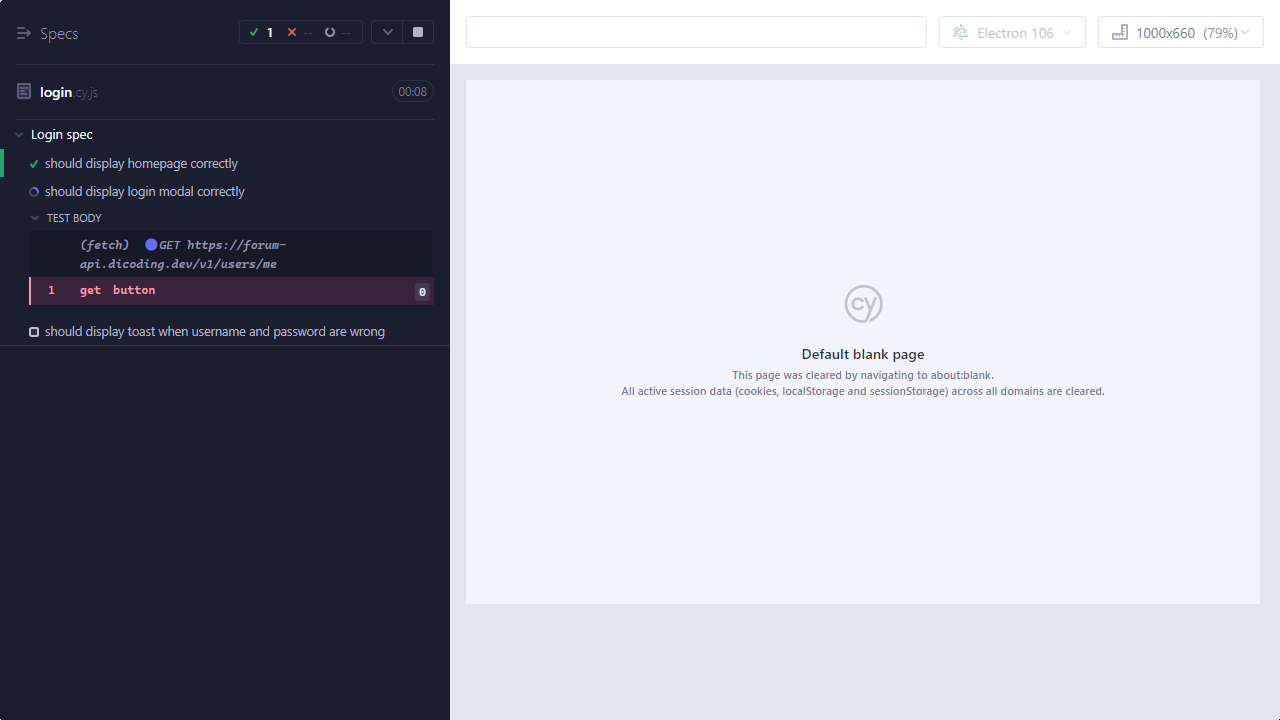 Specs
1 -- --
login.cy.js 00:08
Login spec
should display homepage correctly
should display login modal correctly
TEST BODY
(fetch) GET https://forum-
api.dicoding.dev/v1/users/me
1 get button 0
should display toast when username and password are wrong
Electron 106
1000x660 (79%)
cy
Default blank page
This page was cleared by navigating to about:blank.
All active session data (cookies, localStorage and sessionStorage) across all domains are cleared.